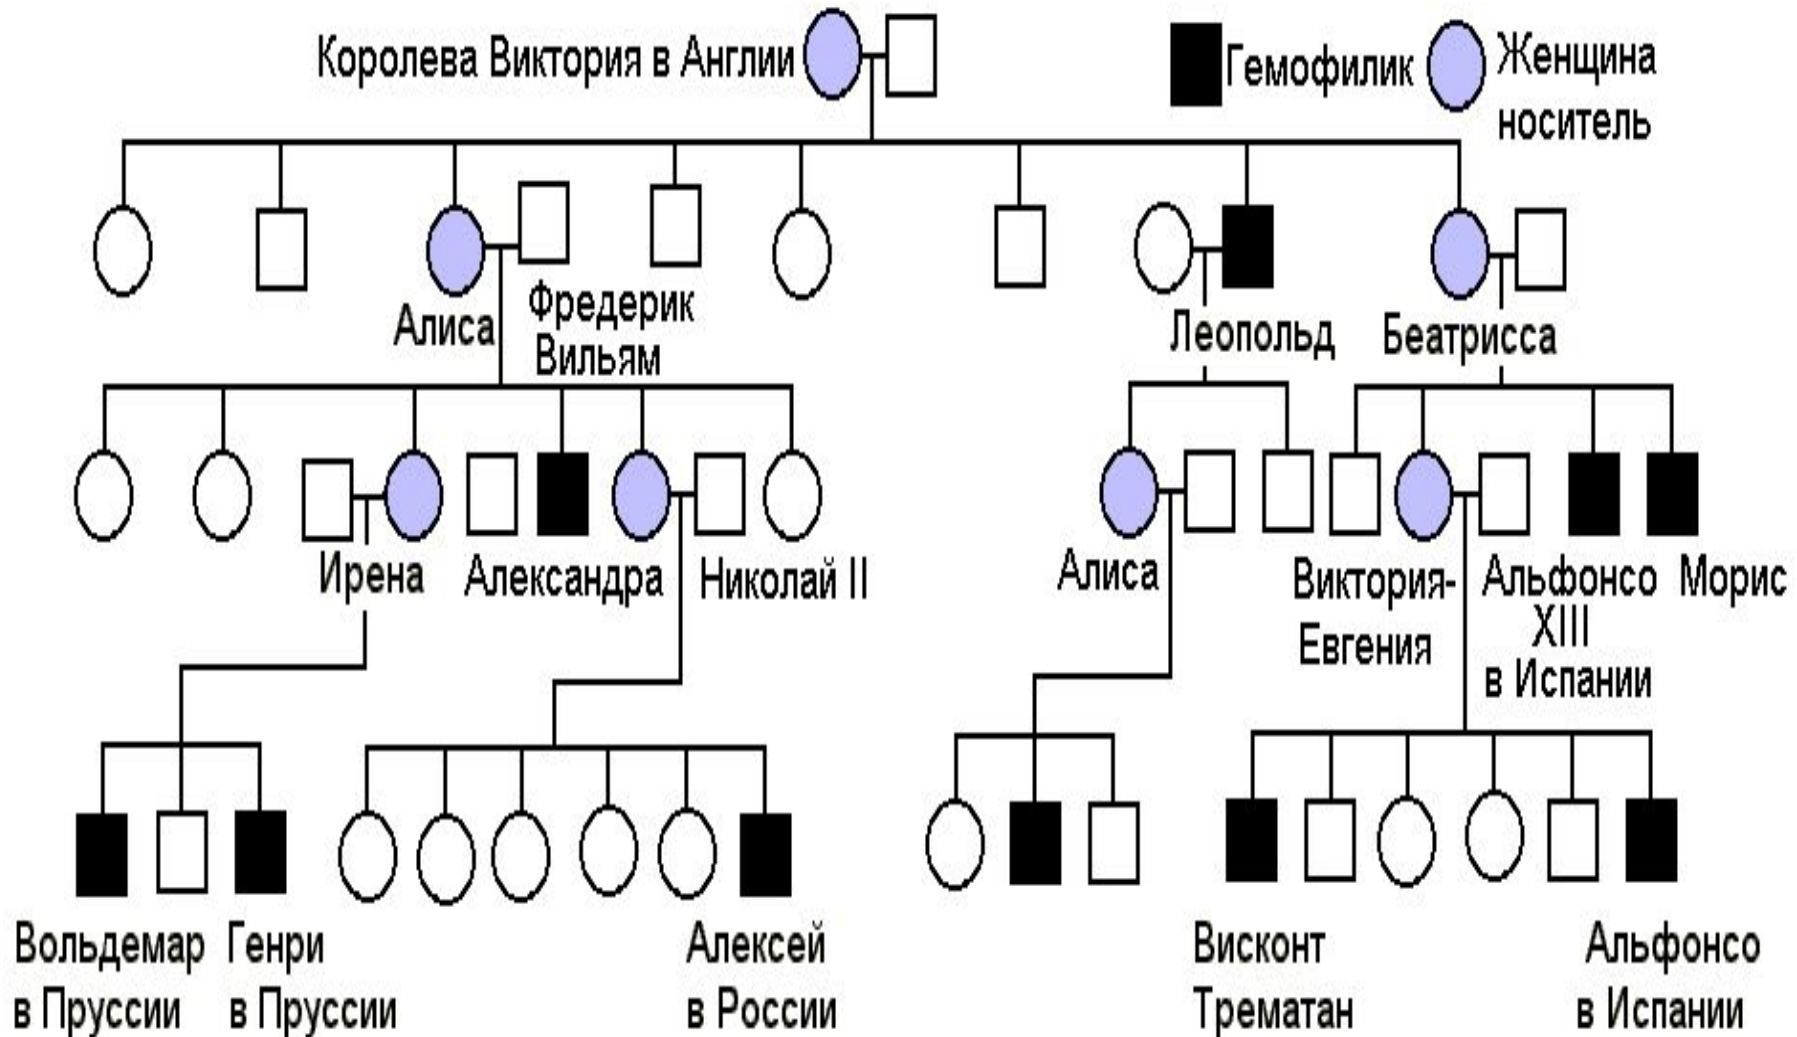 Королева Виктория в Англии
Гемофилик
Женщина
носитель
Алиса
Фредерик
Вильям
Леопольд
Беатрисса
Ирена
Александра
Николай II
Алиса
Виктория-
Евгения
Альфонсо
XIII
в Испании
Морис
Вольдемар
в Пруссии
Генри
в Пруссии
Алексей
в России
Висконт
Трематан
Альфонсо
в Испании